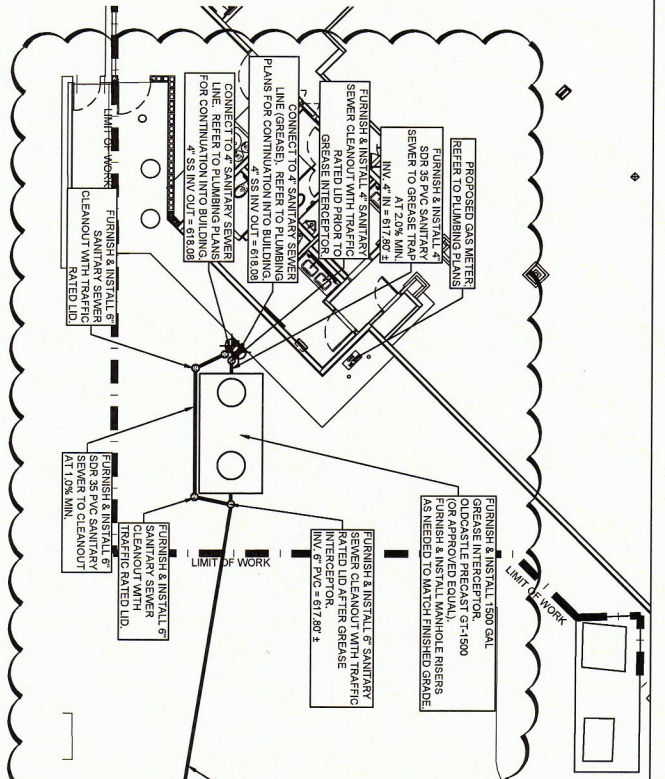 PROPOSED GAS METER;
REFER TO PLUMBING PLANS
FURNISH & INSTALL 4"
SDR 35 PVC SANITARY
SEWER TO GREASE TRAP
AT 2.0% MIN.
INV. 4" IN = 617.80' ±
FURNISH & INSTALL 4" SANITARY
SEWER CLEANOUT WITH TRAFFIC
RATED LID PRIOR TO
GREASE INTERCEPTOR.
CONNECT TO 4" SANITARY SEWER
LINE (GREASE). REFER TO PLUMBING
PLANS FOR CONTINUATION INTO BUILDING.
4" SS INV OUT = 618.08
CONNECT TO 4" SANITARY SEWER
LINE. REFER TO PLUMBING PLANS
FOR CONTINUATION INTO BUILDING.
4" SS INV OUT = 618.08
LIMIT OF WORK
FURNISH & INSTALL 6"
SANITARY SEWER
CLEANOUT WITH TRAFFIC
RATED LID.
FURNISH & INSTALL 1500 GAL
GREASE INTERCEPTOR
OLDCASTLE PRECAST GT-1500
(OR APPROVED EQUAL).
FURNISH & INSTALL MANHOLE RISERS
AS NEEDED TO MATCH FINISHED GRADE.
FURNISH & INSTALL 6" SANITARY
SEWER CLEANOUT WITH TRAFFIC
RATED LID AFTER GREASE
INTERCEPTOR.
INV. 6" PVC = 617.80' ±
LIMIT OF WORK
LIMIT OF WORK
FURNISH & INSTALL 6"
SANITARY SEWER
CLEANOUT WITH
TRAFFIC RATED LID.
FURNISH & INSTALL 6"
SDR 35 PVC SANITARY
SEWER TO CLEANOUT
AT 1.0% MIN.